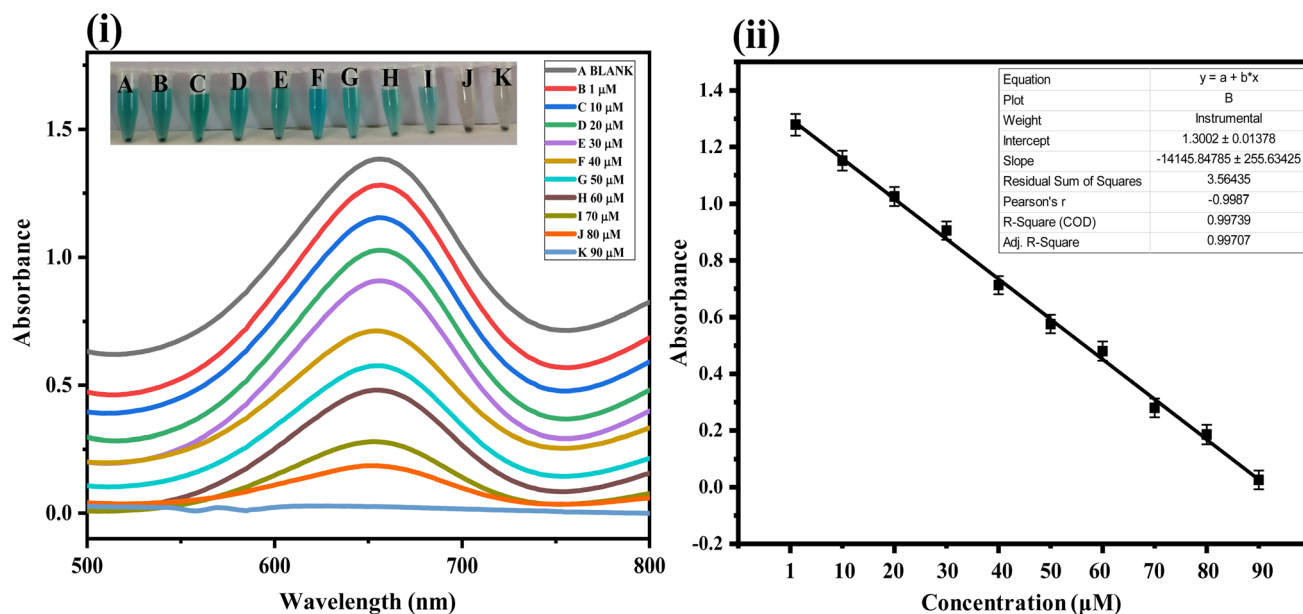 (i)
A B C D E F G H I J K
A BLANK
B 1 μM
C 10 μM
D 20 μM
E 30 μM
F 40 μM
G 50 μM
H 60 μM
I 70 μM
J 80 μM
K 90 μM
1.5
1.0
0.5
0.0
Absorbance
500 600 700 800
Wavelength (nm)
(ii)
Equation y = a + b*x
Plot B
Weight Instrumental
Intercept 1.3002 ± 0.01378
Slope -14145.84785 ± 255.63425
Residual Sum of Squares 3.56435
Pearson's r -0.9987
R-Square (COD) 0.99739
Adj. R-Square 0.99707
1.4
1.2
1.0
0.8
0.6
0.4
0.2
0.0
-0.2
Absorbance
1 10 20 30 40 50 60 70 80 90
Concentration (μM)